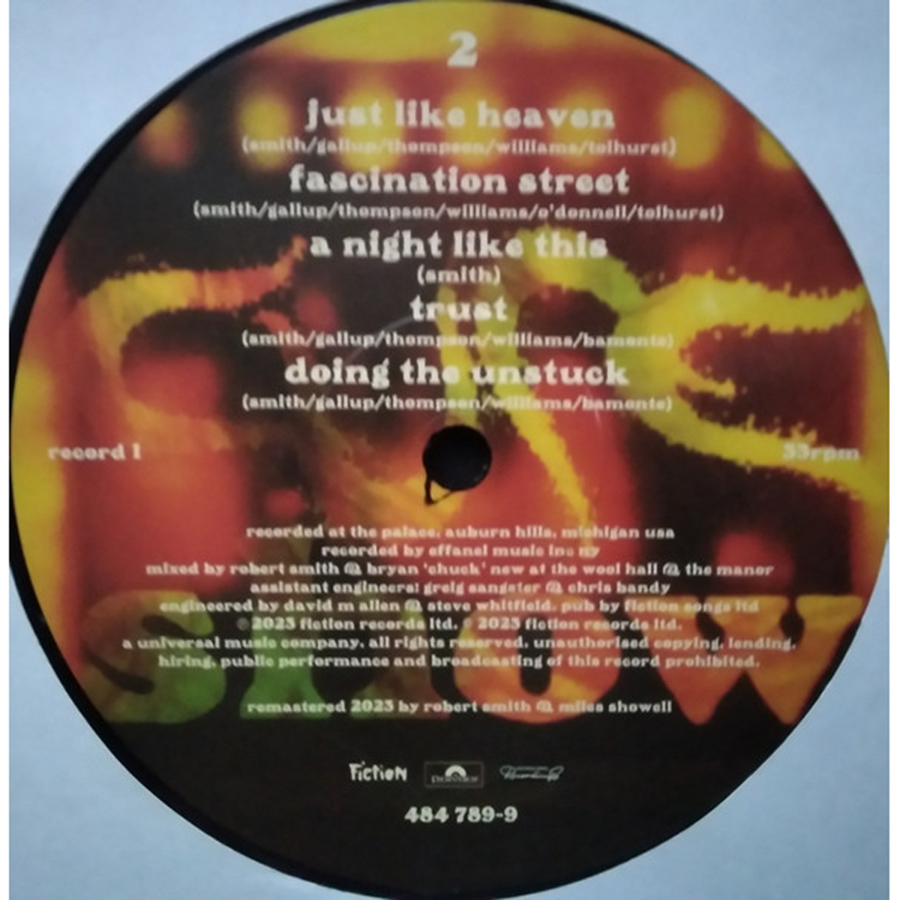 2
just like heaven
(smith/gallup/thompson/williams/tolhurst)
fascination street
(smith/gallup/thompson/williams/o'donnell/tolhurst)
a night like this
(smith)
trust
(smith/gallup/thompson/williams/bamonte)
doing the unstuck
(smith/gallup/thompson/williams/bamonte)
record 1
33rpm
recorded at the palace, auburn hills, michigan usa
recorded by effanel music inc ny
mixed by robert smith & bryan 'chuck' new at the wool hall & the manor
assistant engineers: greig sangster & chris bandy
engineered by david m allen & steve whitfield. pub by fiction songs ltd
℗ 2023 fiction records ltd. © 2023 fiction records ltd.
a universal music company. all rights reserved. unauthorised copying, lending,
hiring, public performance and broadcasting of this record prohibited.
SHOW
remastered 2023 by robert smith & miles showell
Fiction
polydor
484 789-9